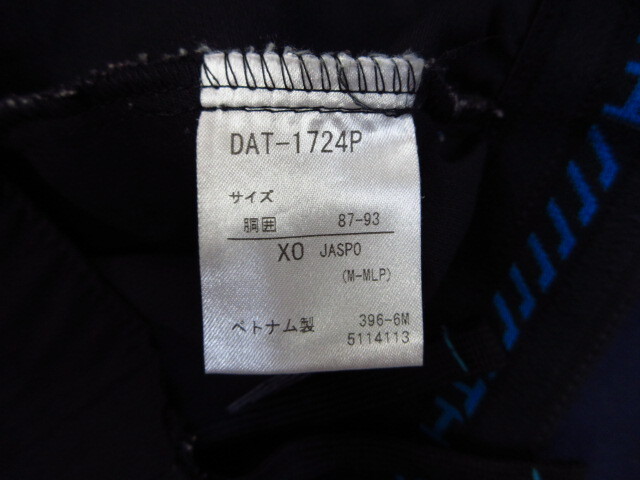 DAT-1724P
サイズ
胴囲 87-93
XO JASPO
(M-MLP)
ベトナム製 396-6M
5114113